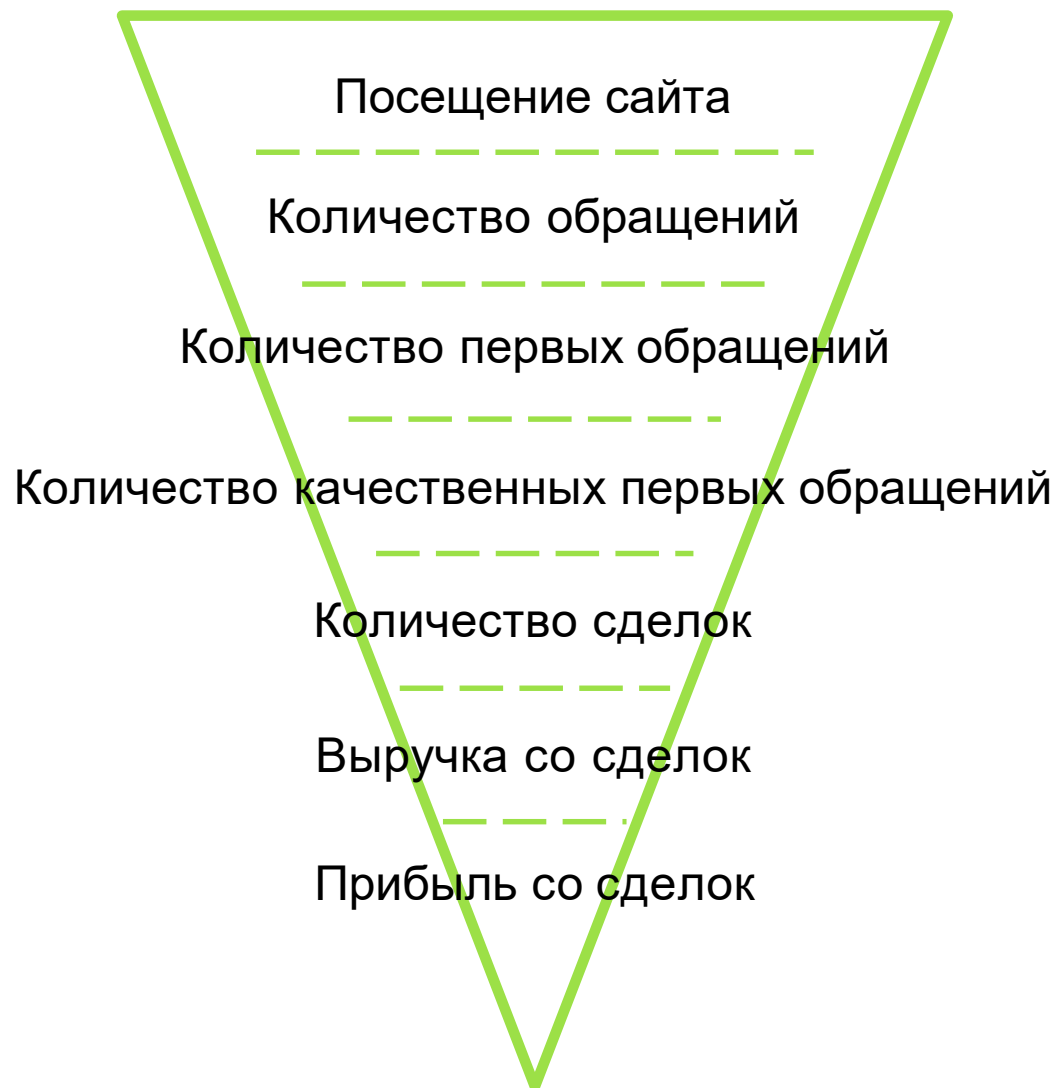 Посещение сайта
Количество обращений
Количество первых обращений
Количество качественных первых обращений
Количество сделок
Выручка со сделок
Прибыль со сделок